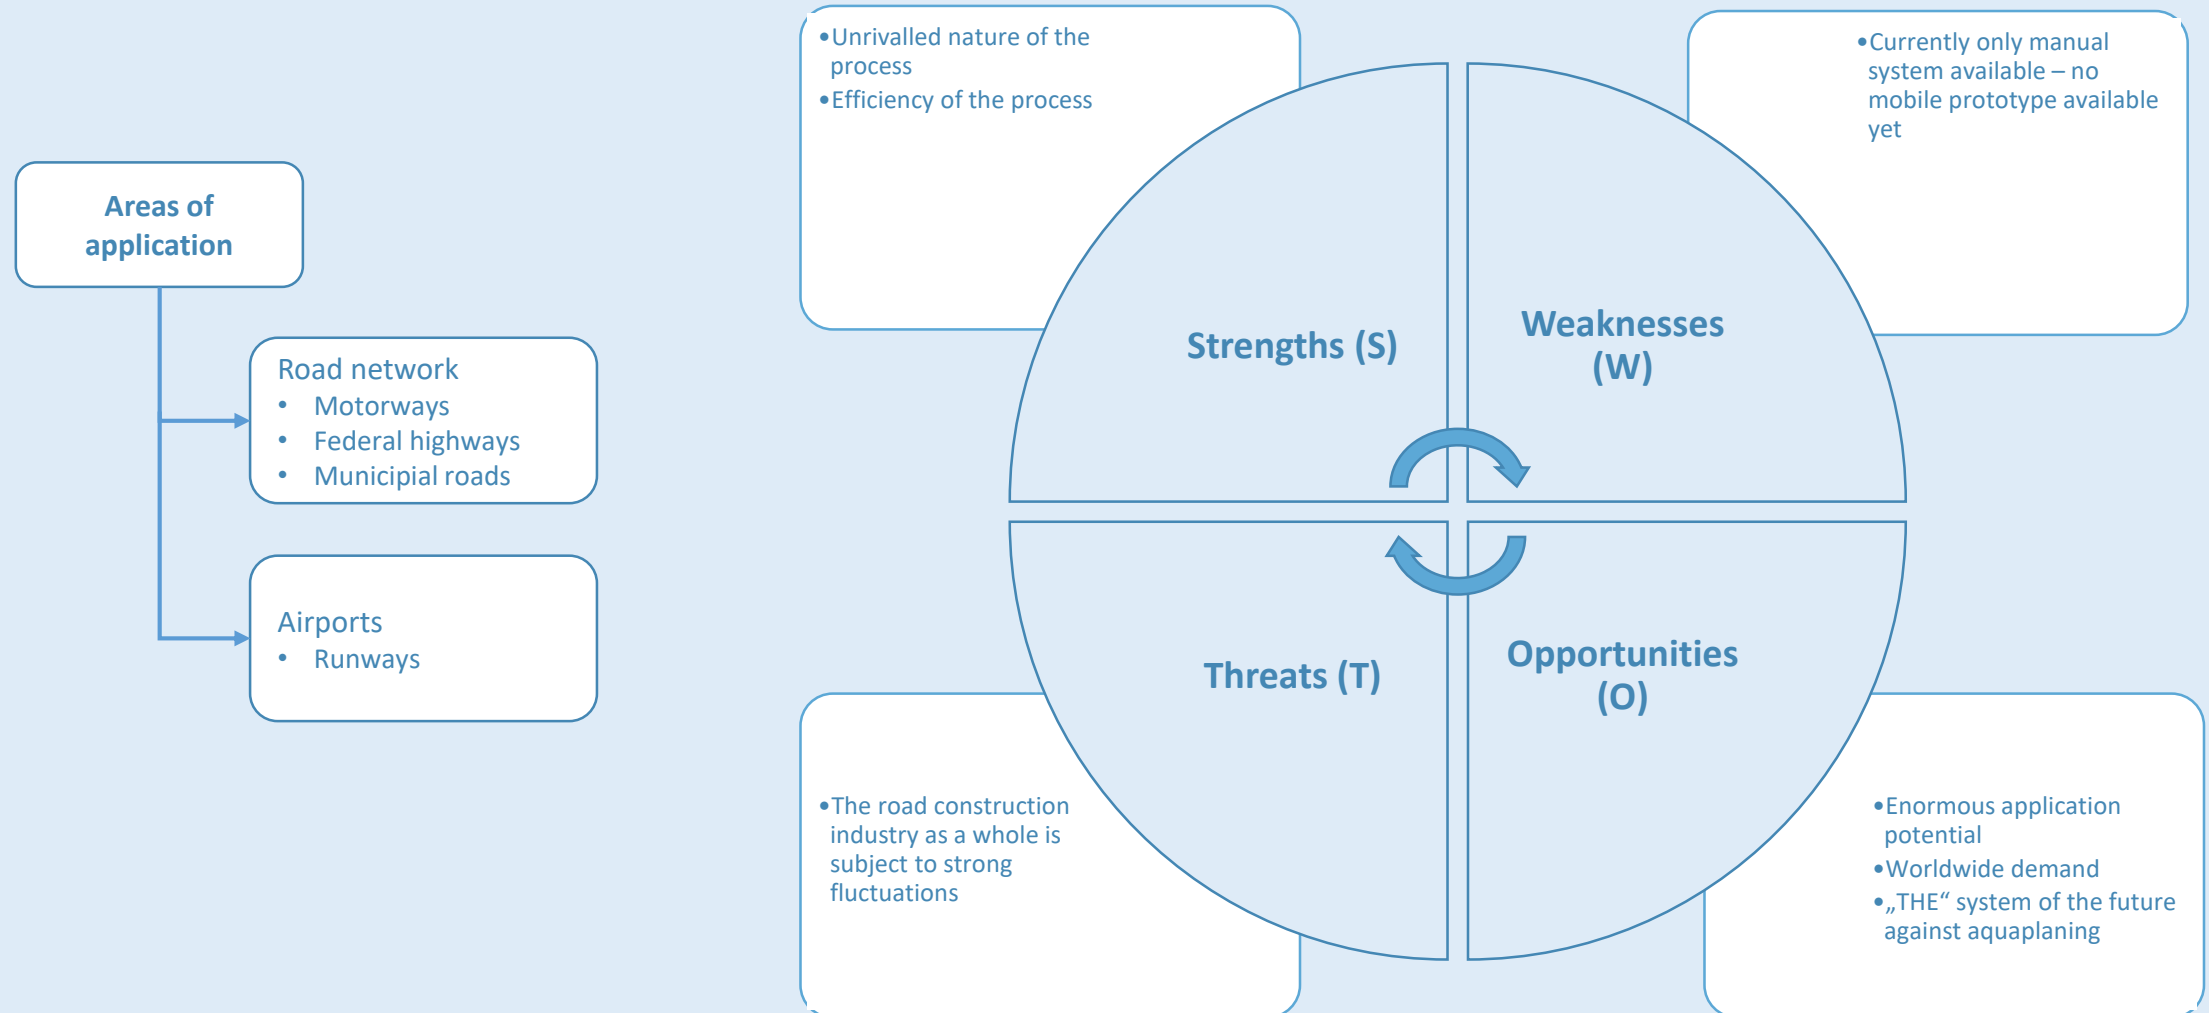 Areas of
application
Road network
• Motorways
• Federal highways
• Municipial roads
Airports
• Runways
•Unrivalled nature of the
process
•Efficiency of the process
•Currently only manual
system available – no
mobile prototype available
yet
Strengths (S)
Weaknesses
(W)
Threats (T)
Opportunities
(O)
•The road construction
industry as a whole is
subject to strong
fluctuations
•Enormous application
potential
•Worldwide demand
•„THE“ system of the future
against aquaplaning